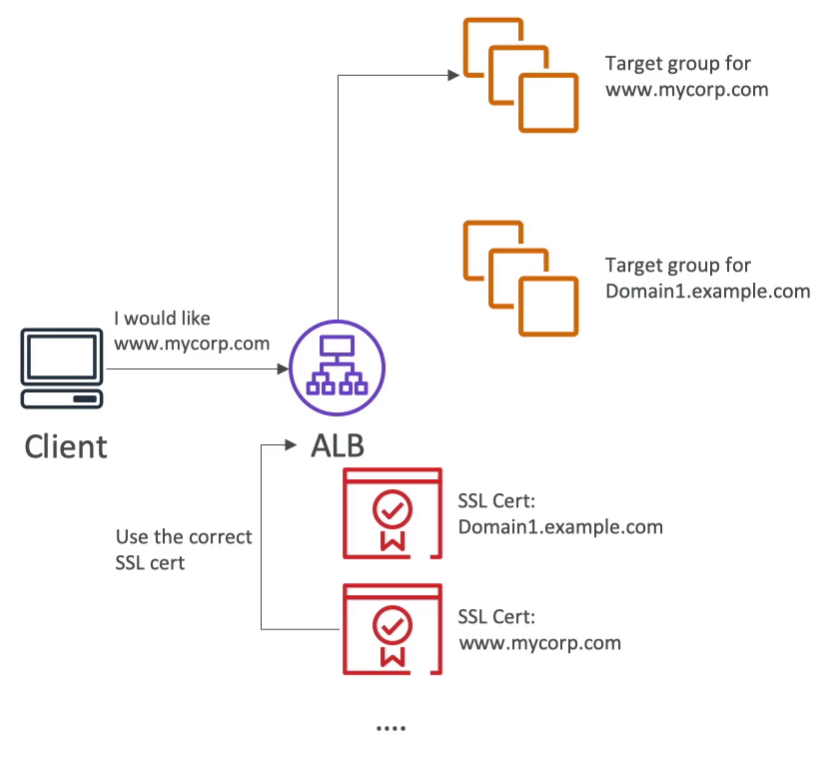 Target group for
www.mycorp.com
Target group for
Domain1.example.com
I would like
www.mycorp.com
Client
ALB
Use the correct
SSL cert
SSL Cert:
Domain1.example.com
SSL Cert:
www.mycorp.com
....